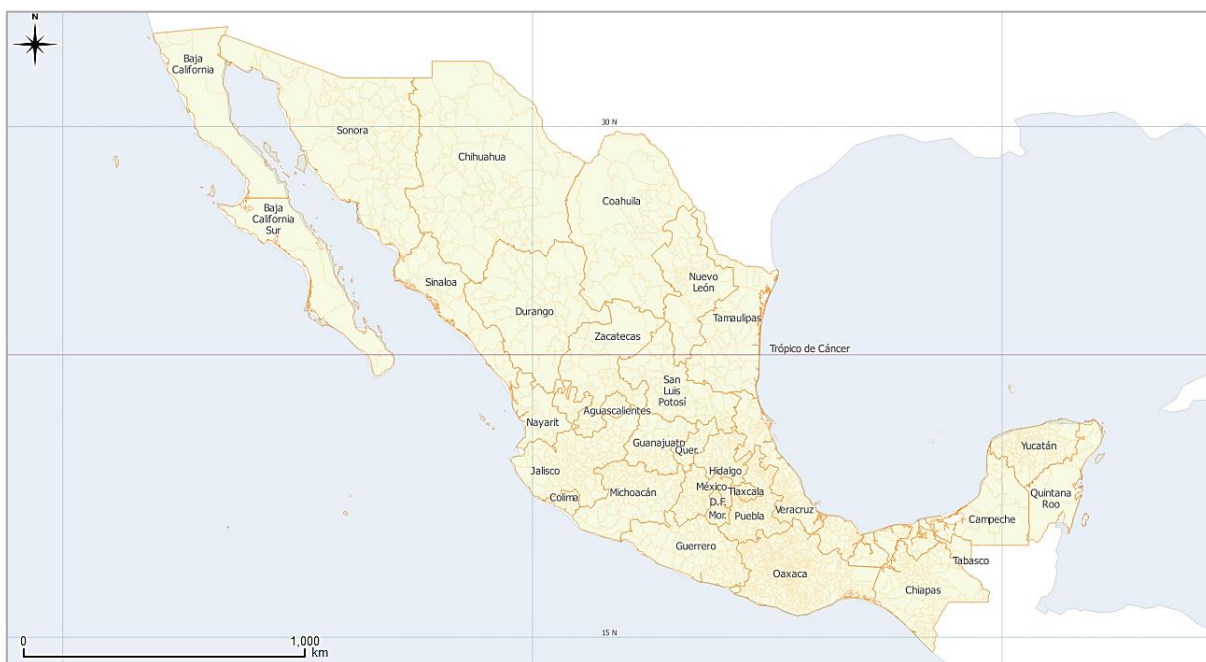 N
Baja
California
Sonora
30 N
Chihuahua
Coahuila
Baja
California
Sur
Sinaloa
Nuevo
León
Durango
Tamaulipas
Zacatecas
Trópico de Cáncer
San
Luis
Potosí
Aguascalientes
Nayarit
Guanajuato
Quer.
Yucatán
Jalisco
Hidalgo
México
Tlaxcala
Michoacán
Colima
Quintana
Roo
D.F.
Mor.
Puebla
Veracruz
Campeche
Guerrero
Tabasco
Oaxaca
Chiapas
15 N
0
1,000
km